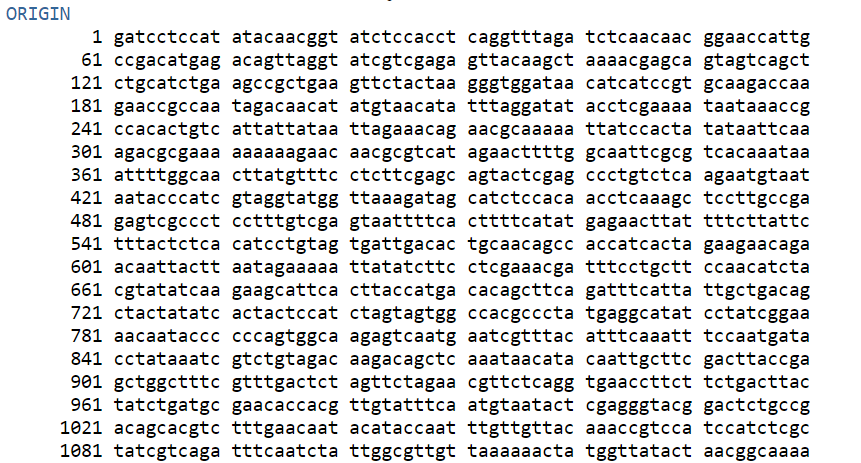 ORIGIN
1 gatcctccat atacaacggt atctccacct caggtttaga tctcaacaac ggaaccattg
61 ccgacatgag acagttaggt atcgtcgaga gttacaagct aaaacgagca gtagtcagct
121 ctgcatctga agccgctgaa gttctactaa gggtggataa catcatccgt gcaagaccaa
181 gaaccgccaa tagacaacat atgtaacata tttaggatat acctcgaaaa taataaaccg
241 ccacactgtc attattataa ttagaaacag aacgcaaaaa ttatccacta tataattcaa
301 agacgcgaaa aaaaaagaac aacgcgtcat agaacttttg gcaattcgcg tcacaaataa
361 attttggcaa cttatgtttc ctcttcgagc agtactcgag ccctgtctca agaatgtaat
421 aatacccatc gtaggtatgg ttaaagatag catctccaca acctcaaagc tccttgccga
481 gagtcgccct cctttgtcga gtaattttca cttttcatat gagaacttat tttcttattc
541 tttactctca catcctgtag tgattgacac tgcaacagcc accatcacta gaagaacaga
601 acaattactt aatagaaaaa ttatatcttc ctcgaaacga tttcctgctt ccaacatcta
661 cgtatatcaa gaagcattca cttaccatga cacagcttca gatttcatta ttgctgacag
721 ctactatatc actactccat ctagtagtgg ccacgcccta tgaggcatat cctatcggaa
781 aacaataccc cccagtggca agagtcaatg aatcgtttac atttcaaatt tccaatgata
841 cctataaatc gtctgtagac aagacagctc aaataacata caattgcttc gacttaccga
901 gctggctttc gtttgactct agttctagaa cgttctcagg tgaaccttct tctgacttac
961 tatctgatgc gaacaccacg ttgtatttca atgtaatact cgagggtacg gactctgccg
1021 acagcacgtc tttgaacaat acataccaat ttgttgttac aaaccgtcca tccatctcgc
1081 tatcgtcaga tttcaatcta ttggcgttgt taaaaaacta tggttatact aacggcaaaa